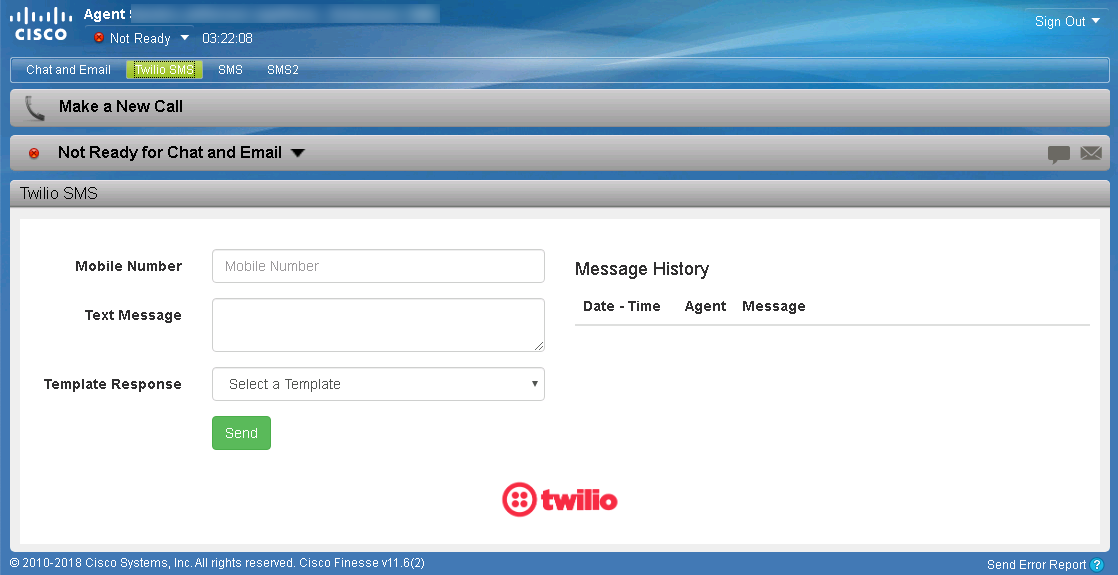 cisco
Agent
Not Ready 03:22:08
Sign Out
Chat and Email Twilio SMS SMS SMS2
Make a New Call
Not Ready for Chat and Email
Twilio SMS
Mobile Number
Mobile Number
Text Message
Template Response
Select a Template
Send
Message History
Date - Time Agent Message
twilio
© 2010-2018 Cisco Systems, Inc. All rights reserved. Cisco Finesse v11.6(2)
Send Error Report ?